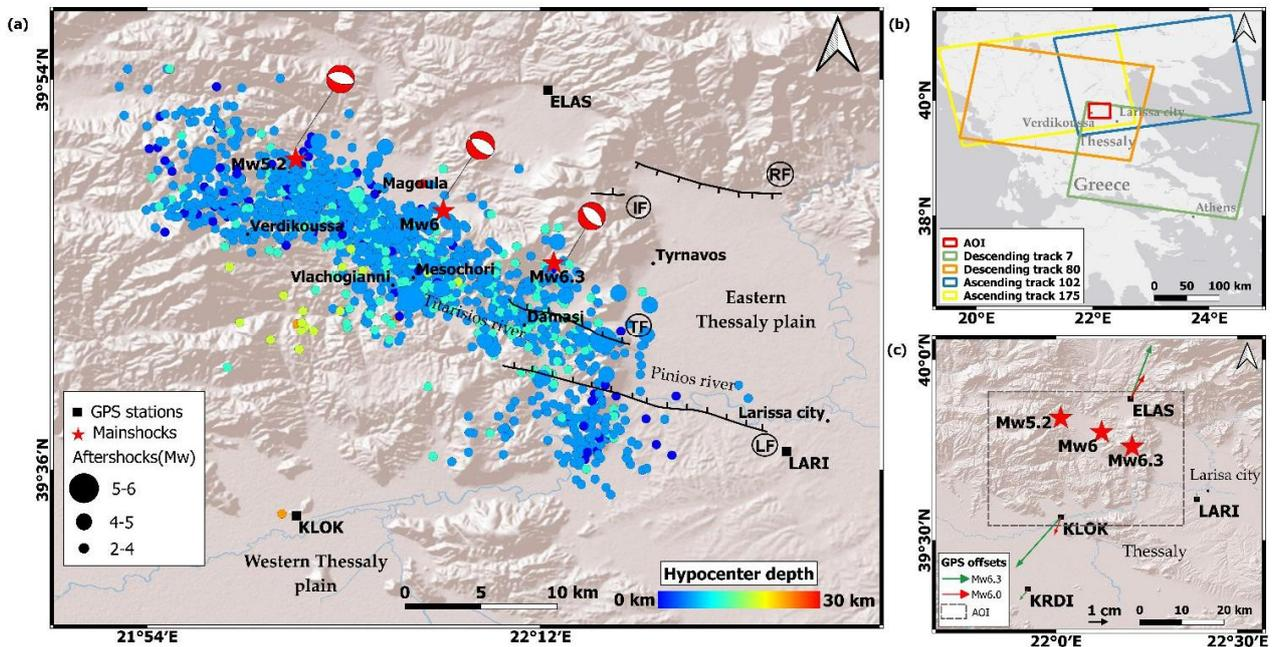 (a)
39°54’N
39°36’N
21°54’E
22°12’E
ELAS
Mw5.2
Magoula
Mw6
Verdikoussa
Vlachogianni
Mesochori
Mw6.3
Titarisios river
Damasi
RF
IF
TF
LF
Tyrnavos
Eastern
Thessaly plain
Pinios river
Larissa city
LARI
KLOK
Western Thessaly
plain
GPS stations
Mainshocks
Aftershocks(Mw)
5-6
4-5
2-4
0 5 10 km
Hypocenter depth
0 km 30 km
(b)
40°N
38°N
20°E 22°E 24°E
Verdikoussa
Larissa city
Thessaly
Greece
Athens
AOI
Descending track 7
Descending track 80
Ascending track 102
Ascending track 175
0 50 100 km
(c)
40°0’N
39°30’N
22°0’E
22°30’E
ELAS
Mw5.2
Mw6
Mw6.3
Larisa city
LARI
KLOK
Thessaly
KRDI
GPS offsets
Mw6.3
Mw6.0
AOI
1 cm
0 10 20 km